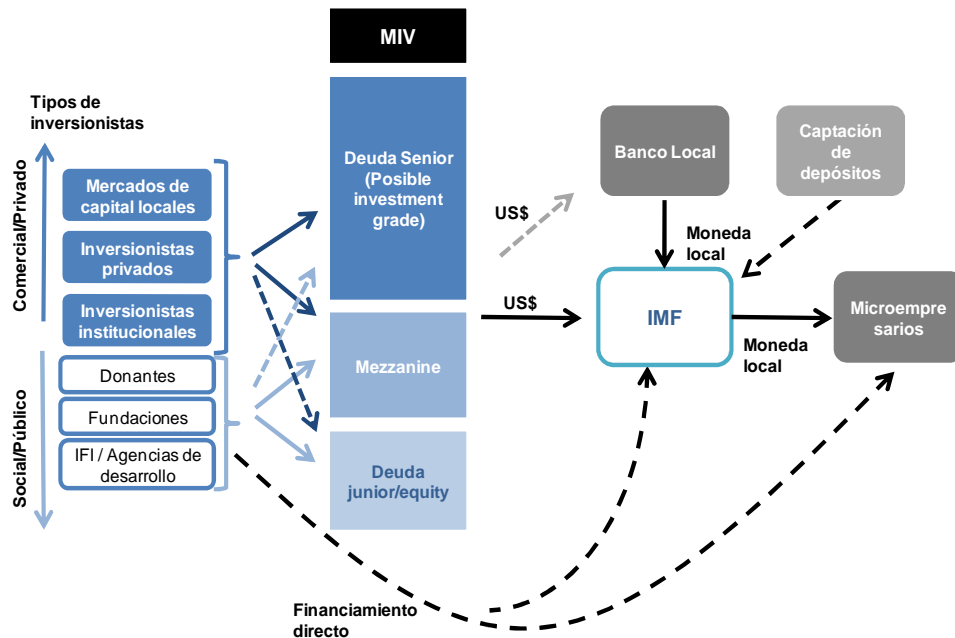 MIV
Tipos de
inversionistas
Comercial/Privado
Social/Público
Mercados de
capital locales
Inversionistas
privados
Inversionistas
institucionales
Donantes
Fundaciones
IFI / Agencias de
desarrollo
Deuda Senior
(Posible
investment
grade)
Mezzanine
Deuda
junior/equity
US$
US$
Banco Local
Captación
de
depósitos
Moneda
local
IMF
Moneda
local
Microempre
sarios
Financiamiento
directo